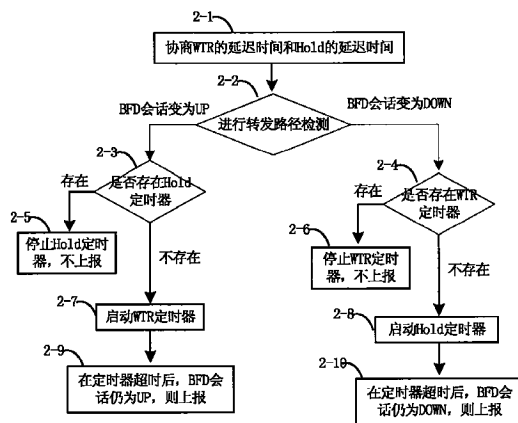 2-1
协商WTR的延迟时间和Hold的延迟时间
2-2
BFD会话变为UP
进行转发路径检测
BFD会话变为DOWN
2-3
是否存在Hold
定时器
存在
2-4
是否存在WTR
定时器
存在
2-5
停止Hold定时
器，不上报
不存在
2-6
停止WTR定时
器，不上报
不存在
2-7
启动WTR定时器
2-8
启动Hold定时器
2-9
在定时器超时后，BFD会
话仍为UP，则上报
2-10
在定时器超时后，BFD会
话仍为DOWN，则上报